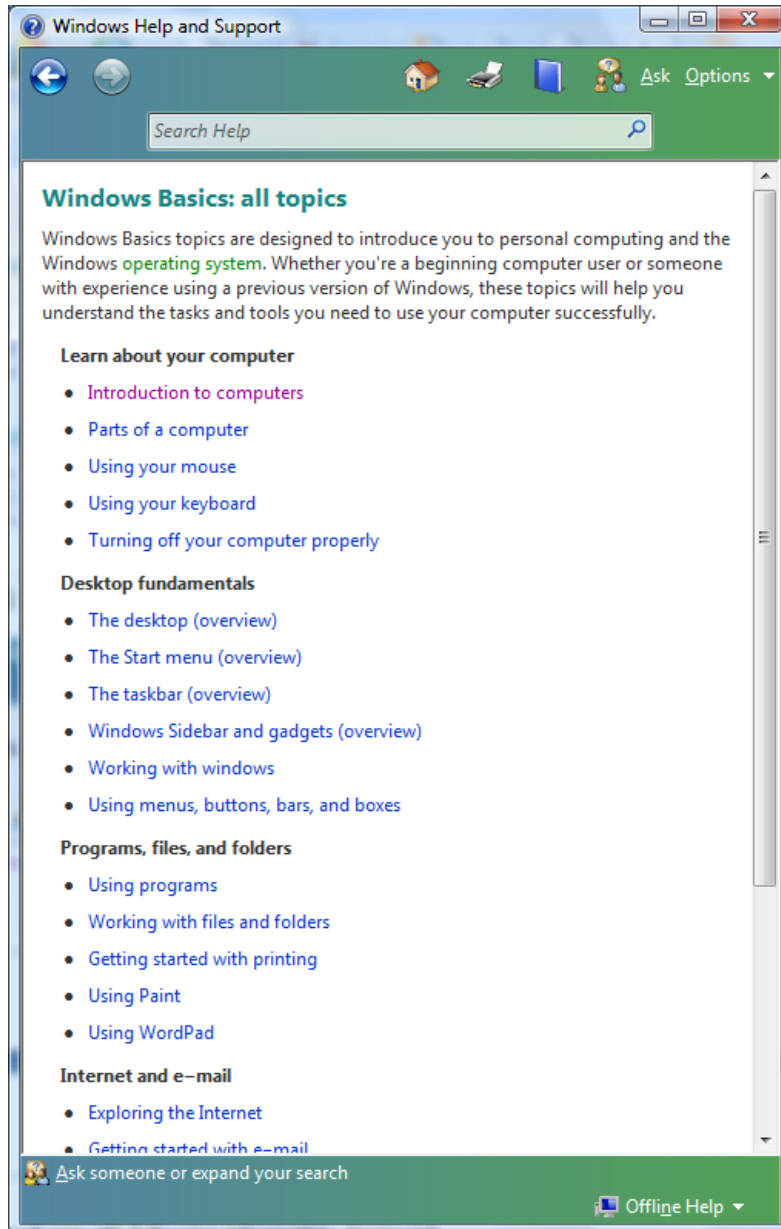 Windows Help and Support
Ask Options
Search Help
Windows Basics: all topics
Windows Basics topics are designed to introduce you to personal computing and the
Windows operating system. Whether you're a beginning computer user or someone
with experience using a previous version of Windows, these topics will help you
understand the tasks and tools you need to use your computer successfully.
Learn about your computer
• Introduction to computers
• Parts of a computer
• Using your mouse
• Using your keyboard
• Turning off your computer properly
Desktop fundamentals
• The desktop (overview)
• The Start menu (overview)
• The taskbar (overview)
• Windows Sidebar and gadgets (overview)
• Working with windows
• Using menus, buttons, bars, and boxes
Programs, files, and folders
• Using programs
• Working with files and folders
• Getting started with printing
• Using Paint
• Using WordPad
Internet and e-mail
• Exploring the Internet
• Getting started with e-mail
Ask someone or expand your search
Offline Help